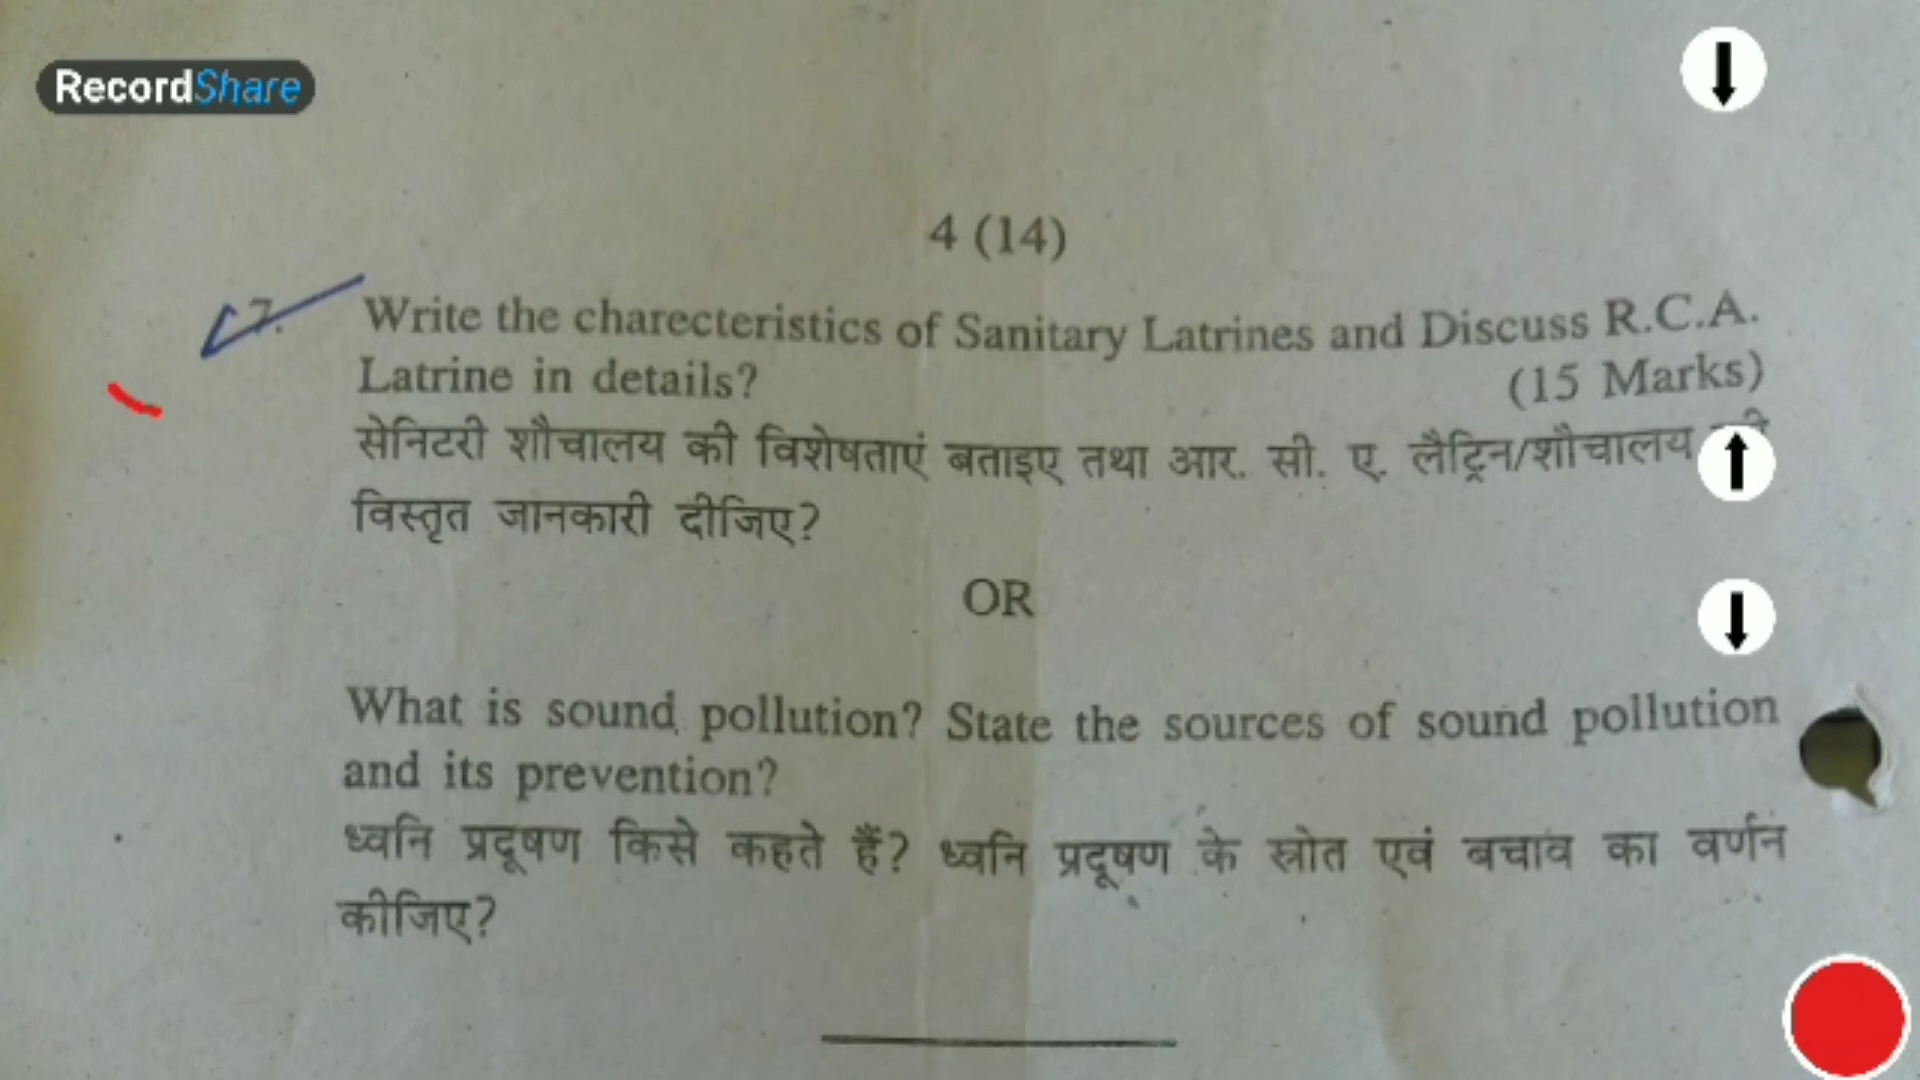 RecordShare
4 (14)
7. Write the charecteristics of Sanitary Latrines and Discuss R.C.A.
Latrine in details? (15 Marks)
सेनिटरी शौचालय की विशेषताएं बताइए तथा आर. सी. ए. लैट्रिन/शौचालय
विस्तृत जानकारी दीजिए?
OR
What is sound pollution? State the sources of sound pollution
and its prevention?
ध्वनि प्रदूषण किसे कहते हैं? ध्वनि प्रदूषण के स्रोत एवं बचाव का वर्णन
कीजिए?